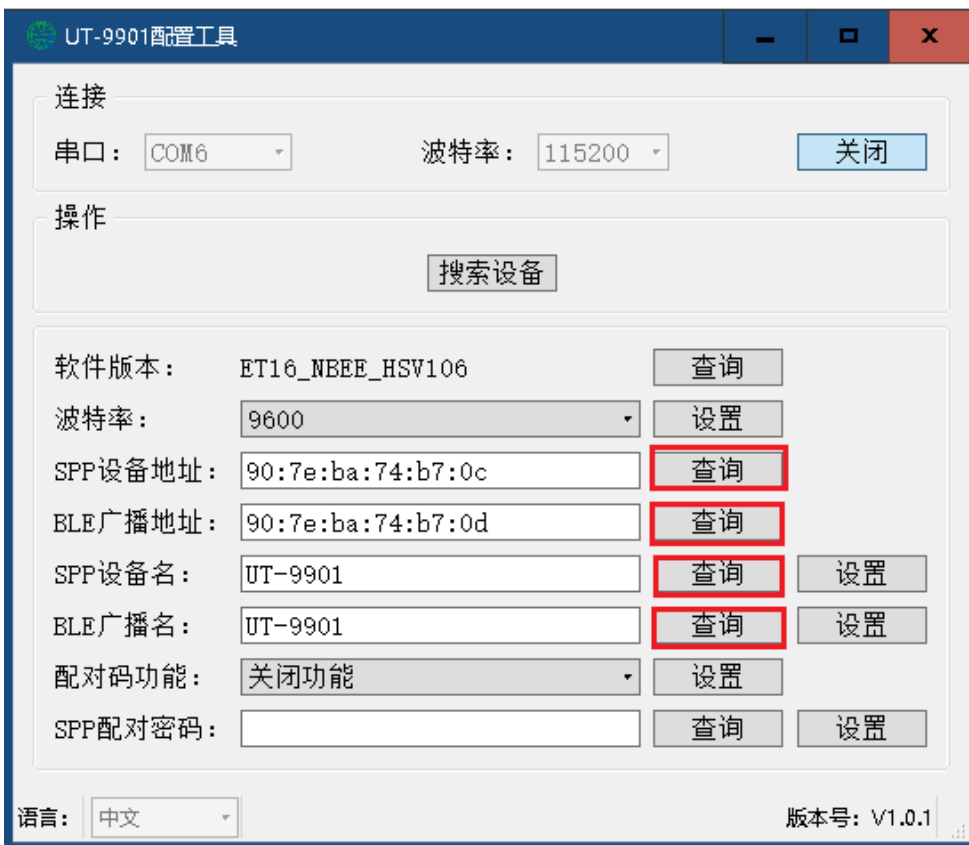 UT-9901配置工具
连接
串口： COM6 波特率： 115200 关闭
操作
搜索设备
软件版本： ET16_NBEE_HSV106 查询
波特率： 9600 设置
SPP设备地址： 90:7e:ba:74:b7:0c 查询
BLE广播地址： 90:7e:ba:74:b7:0d 查询
SPP设备名： UT-9901 查询 设置
BLE广播名： UT-9901 查询 设置
配对码功能： 关闭功能 设置
SPP配对密码： 查询 设置
语言： 中文 版本号： V1.0.1